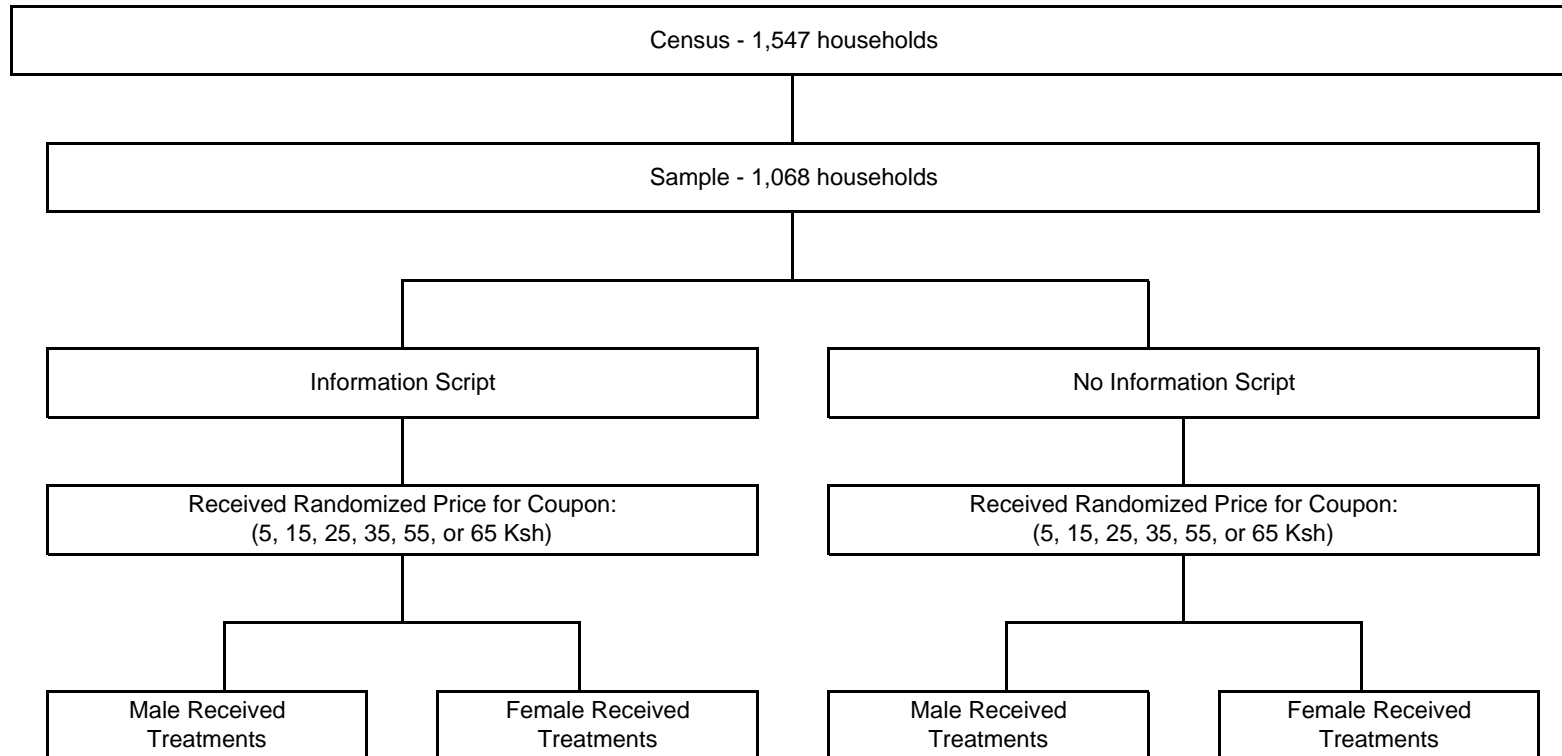 Census - 1,547 households
Sample - 1,068 households
Information Script
No Information Script
Received Randomized Price for Coupon:
(5, 15, 25, 35, 55, or 65 Ksh)
Received Randomized Price for Coupon:
(5, 15, 25, 35, 55, or 65 Ksh)
Male Received
Treatments
Female Received
Treatments
Male Received
Treatments
Female Received
Treatments